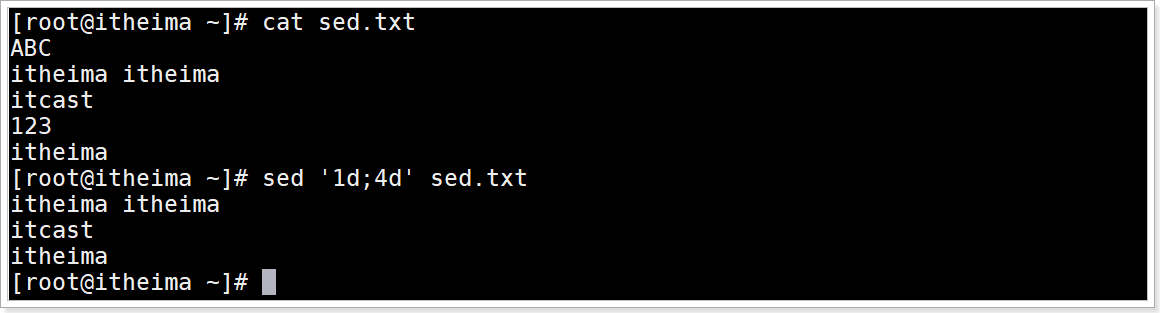 [root@itheima ~]# cat sed.txt
ABC
itheima itheima
itcast
123
itheima
[root@itheima ~]# sed '1d;4d' sed.txt
itheima itheima
itcast
itheima
[root@itheima ~]#